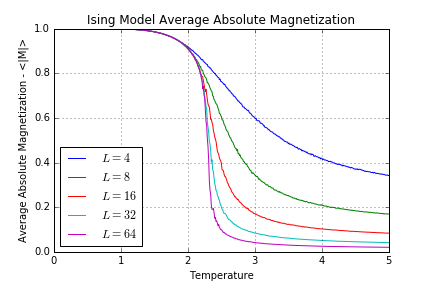 Ising Model Average Absolute Magnetization
Average Absolute Magnetization - <|M|>
1.0
0.8
0.6
0.4
0.2
0.0
L = 4
L = 8
L = 16
L = 32
L = 64
0 1 2 3 4 5
Temperature